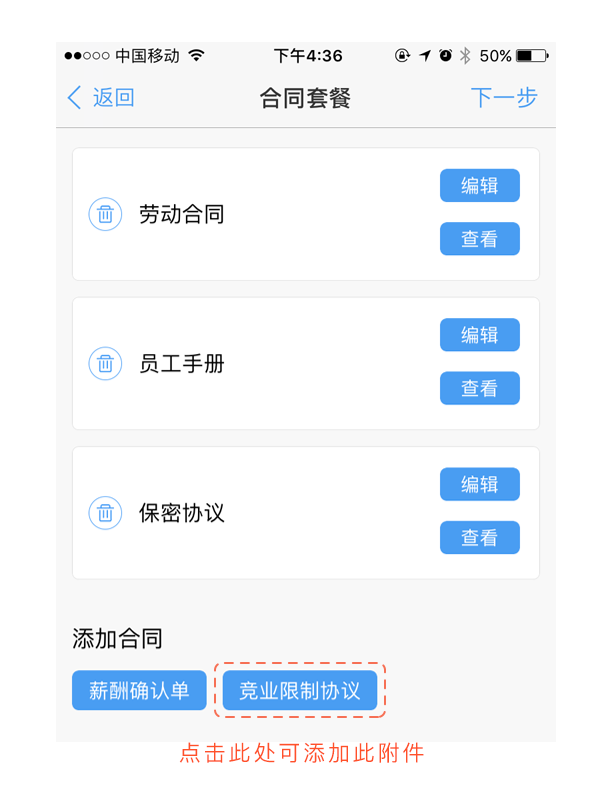 中国移动 下午4:36 50%
返回 合同套餐 下一步
编辑
劳动合同
查看
编辑
员工手册
查看
编辑
保密协议
查看
添加合同
薪酬确认单 竞业限制协议
点击此处可添加此附件